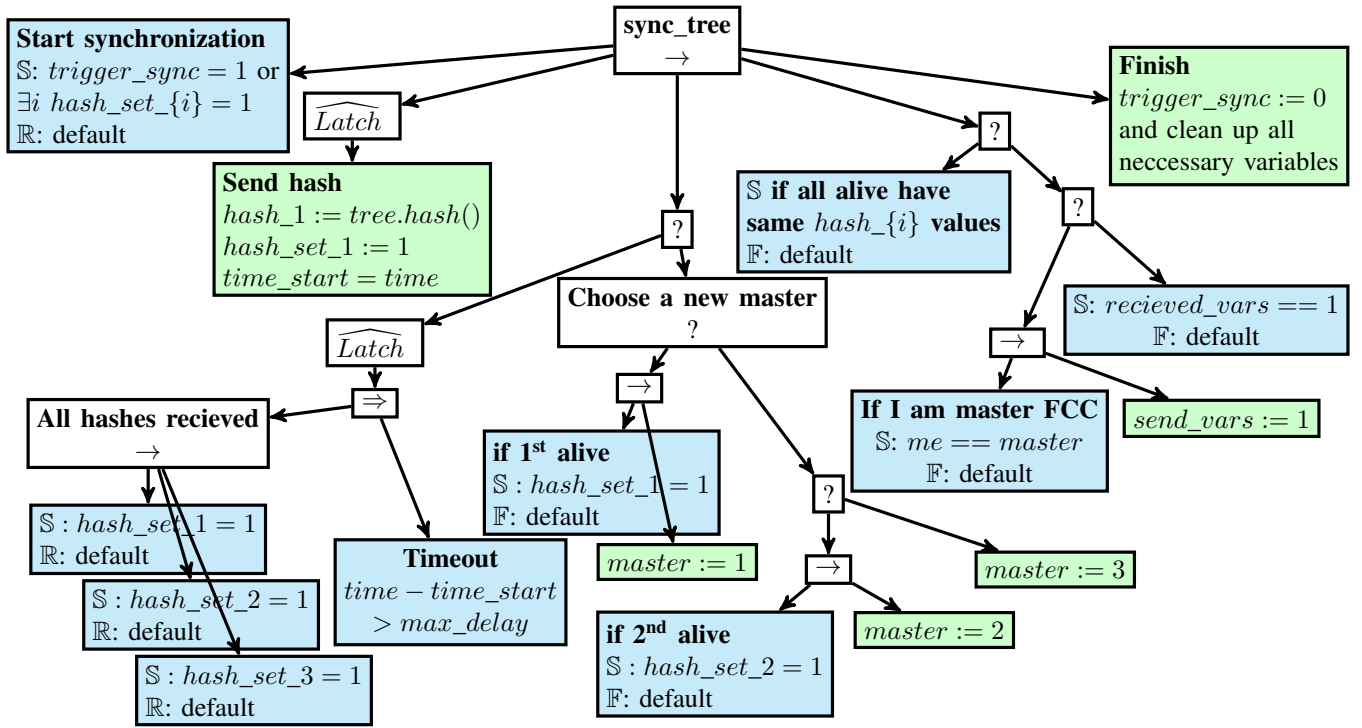 sync_tree
→
Start synchronization
𝕊: trigger_sync = 1 or
∃i hash_set_{i} = 1
ℝ: default
Latch
Send hash
hash_1 := tree.hash()
hash_set_1 := 1
time_start = time
?
Latch
⇒
All hashes recieved
→
𝕊 : hash_set_1 = 1
ℝ: default
𝕊 : hash_set_2 = 1
ℝ: default
𝕊 : hash_set_3 = 1
ℝ: default
Timeout
time − time_start
> max_delay
Choose a new master
?
→
if 1st alive
𝕊 : hash_set_1 = 1
𝔽: default
master := 1
?
→
if 2nd alive
𝕊 : hash_set_2 = 1
𝔽: default
master := 2
master := 3
?
𝕊 if all alive have
same hash_{i} values
𝔽: default
?
→
If I am master FCC
𝕊: me == master
𝔽: default
send_vars := 1
𝕊: recieved_vars == 1
𝔽: default
Finish
trigger_sync := 0
and clean up all
neccessary variables